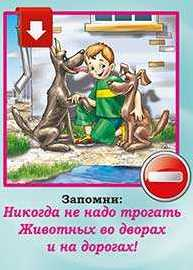 Запомни:
Никогда не надо трогать
Животных во дворах
и на дорогах!